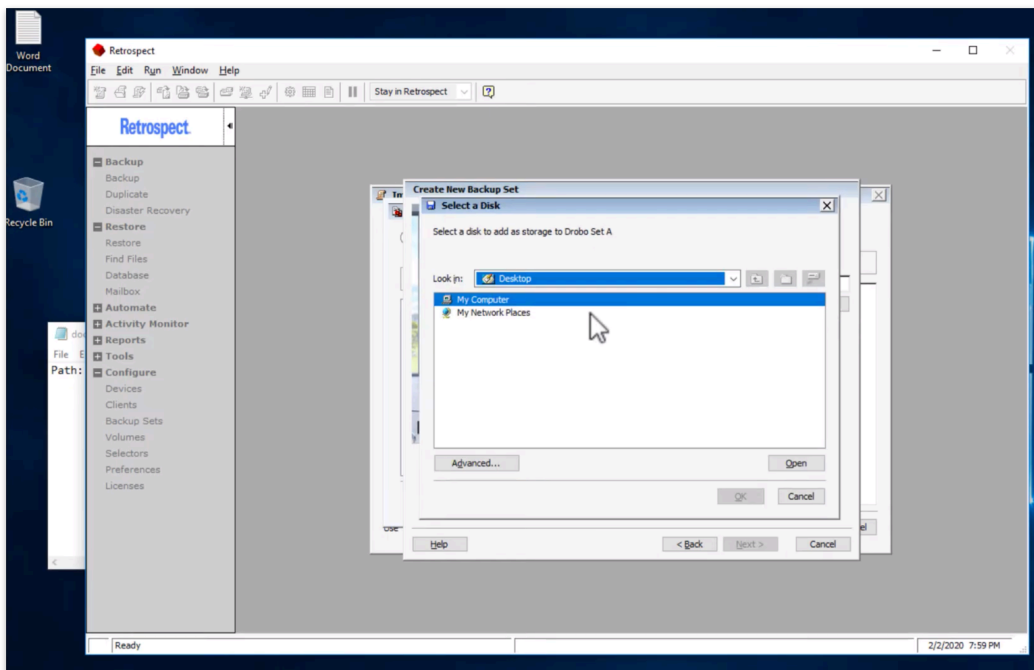 Word
Document
Recycle Bin
Retrospect
File Edit Run Window Help
Stay in Retrospect
Retrospect
Backup
Backup
Duplicate
Disaster Recovery
Restore
Restore
Find Files
Database
Mailbox
Automate
Activity Monitor
Reports
Tools
Configure
Devices
Clients
Backup Sets
Volumes
Selectors
Preferences
Licenses
File E
Path:
Create New Backup Set
Select a Disk
Select a disk to add as storage to Drobo Set A
Look in: Desktop
My Computer
My Network Places
Advanced... Open
OK Cancel
Use
Help < Back Next > Cancel
Ready 2/2/2020 7:59 PM